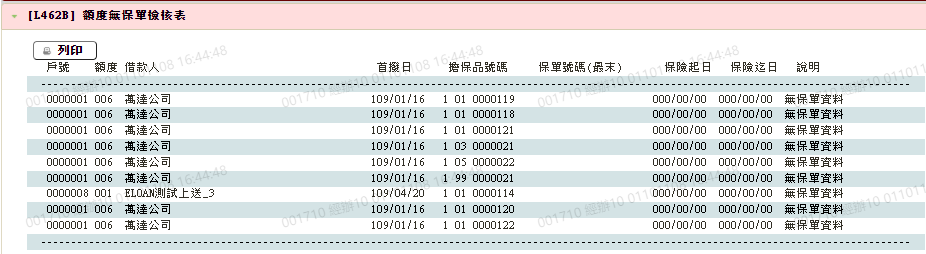 [L462B] 額度無保單檢核表
列印
戶號 額度 借款人 首撥日 擔保品號碼 保單號碼(最末) 保險起日 保險迄日 說明
0000001 006 萬達公司 109/01/16 1 01 0000119 000/00/00 000/00/00 無保單資料
0000001 006 萬達公司 109/01/16 1 01 0000118 000/00/00 000/00/00 無保單資料
0000001 006 萬達公司 109/01/16 1 01 0000121 000/00/00 000/00/00 無保單資料
0000001 006 萬達公司 109/01/16 1 03 0000021 000/00/00 000/00/00 無保單資料
0000001 006 萬達公司 109/01/16 1 05 0000022 000/00/00 000/00/00 無保單資料
0000001 006 萬達公司 109/01/16 1 99 0000021 000/00/00 000/00/00 無保單資料
0000008 001 ELOAN測試上送_3 109/04/20 1 01 0000114 000/00/00 000/00/00 無保單資料
0000001 006 萬達公司 109/01/16 1 01 0000120 000/00/00 000/00/00 無保單資料
0000001 006 萬達公司 109/01/16 1 01 0000122 000/00/00 000/00/00 無保單資料